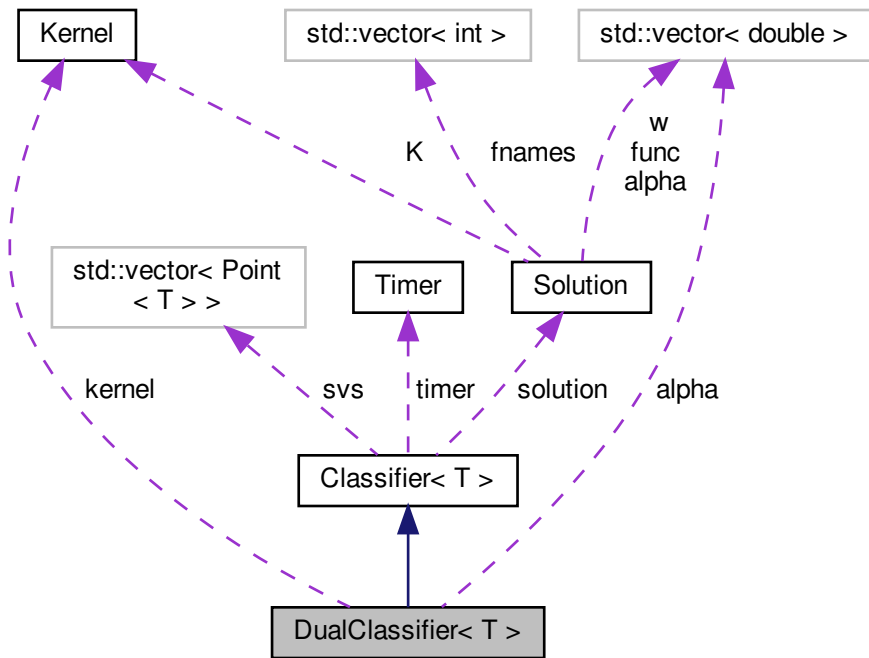 Kernel
std::vector< int >
std::vector< double >
w
K
fnames
func
alpha
std::vector< Point
< T > >
Timer
Solution
kernel
svs
timer
solution
alpha
Classifier< T >
DualClassifier< T >